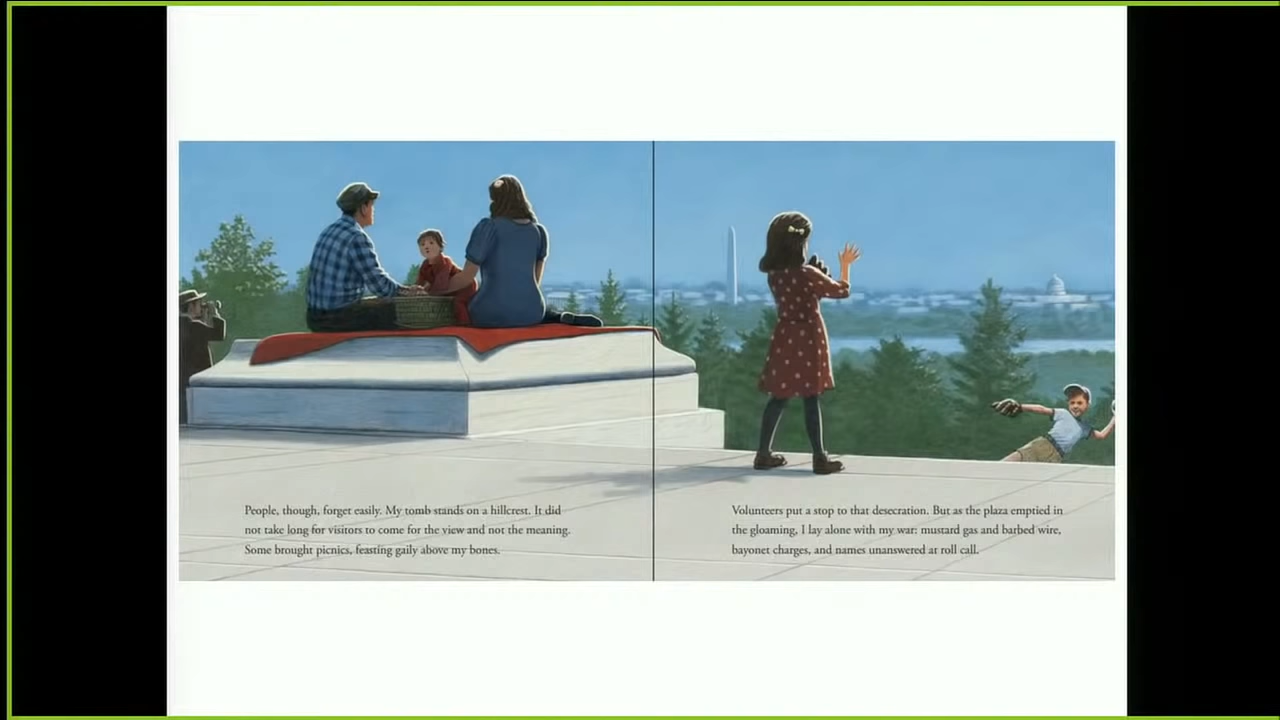 People, though, forget easily. My tomb stands on a hillcrest. It did
not take long for visitors to come for the view and not the meaning.
Some brought picnics, feasting gaily above my bones.
Volunteers put a stop to that desecration. But as the plaza emptied in
the gloaming, I lay alone with my war: mustard gas and barbed wire,
bayonet charges, and names unanswered at roll call.